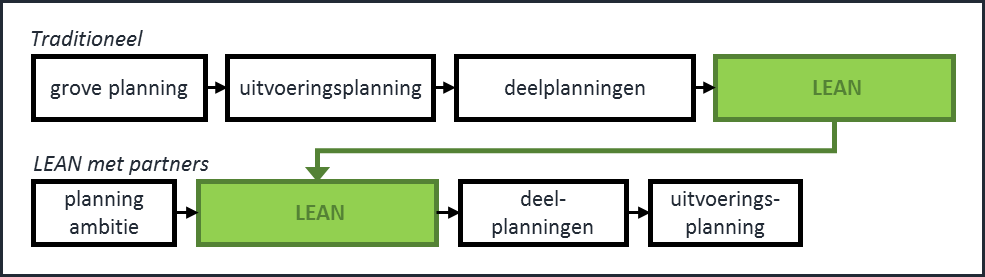 Traditioneel
grove planning
uitvoeringsplanning
deelplanningen
LEAN
LEAN met partners
planning
ambitie
LEAN
deel-
planningen
uitvoerings-
planning